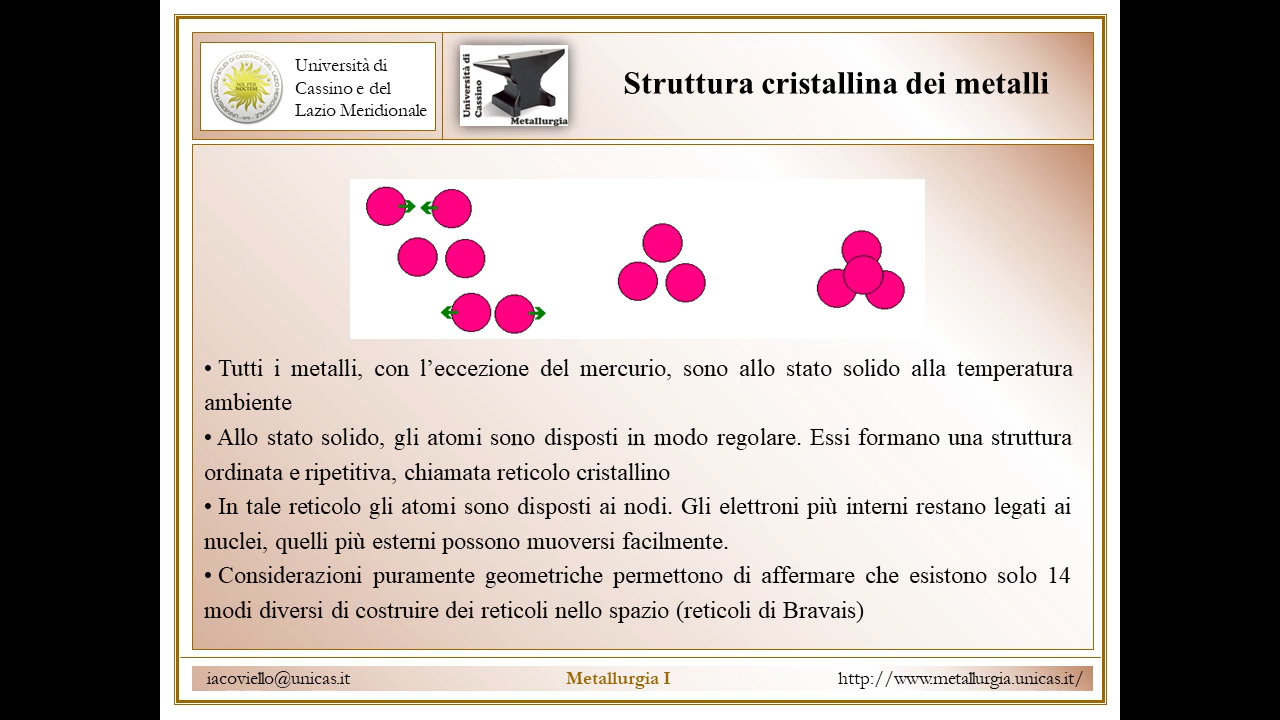 Università di
Cassino e del
Lazio Meridionale
Università di
Cassino
Metallurgia
Struttura cristallina dei metalli
• Tutti i metalli, con l’eccezione del mercurio, sono allo stato solido alla temperatura
ambiente
• Allo stato solido, gli atomi sono disposti in modo regolare. Essi formano una struttura
ordinata e ripetitiva, chiamata reticolo cristallino
• In tale reticolo gli atomi sono disposti ai nodi. Gli elettroni più interni restano legati ai
nuclei, quelli più esterni possono muoversi facilmente.
• Considerazioni puramente geometriche permettono di affermare che esistono solo 14
modi diversi di costruire dei reticoli nello spazio (reticoli di Bravais)
iacoviello@unicas.it
Metallurgia I
http://www.metallurgia.unicas.it/